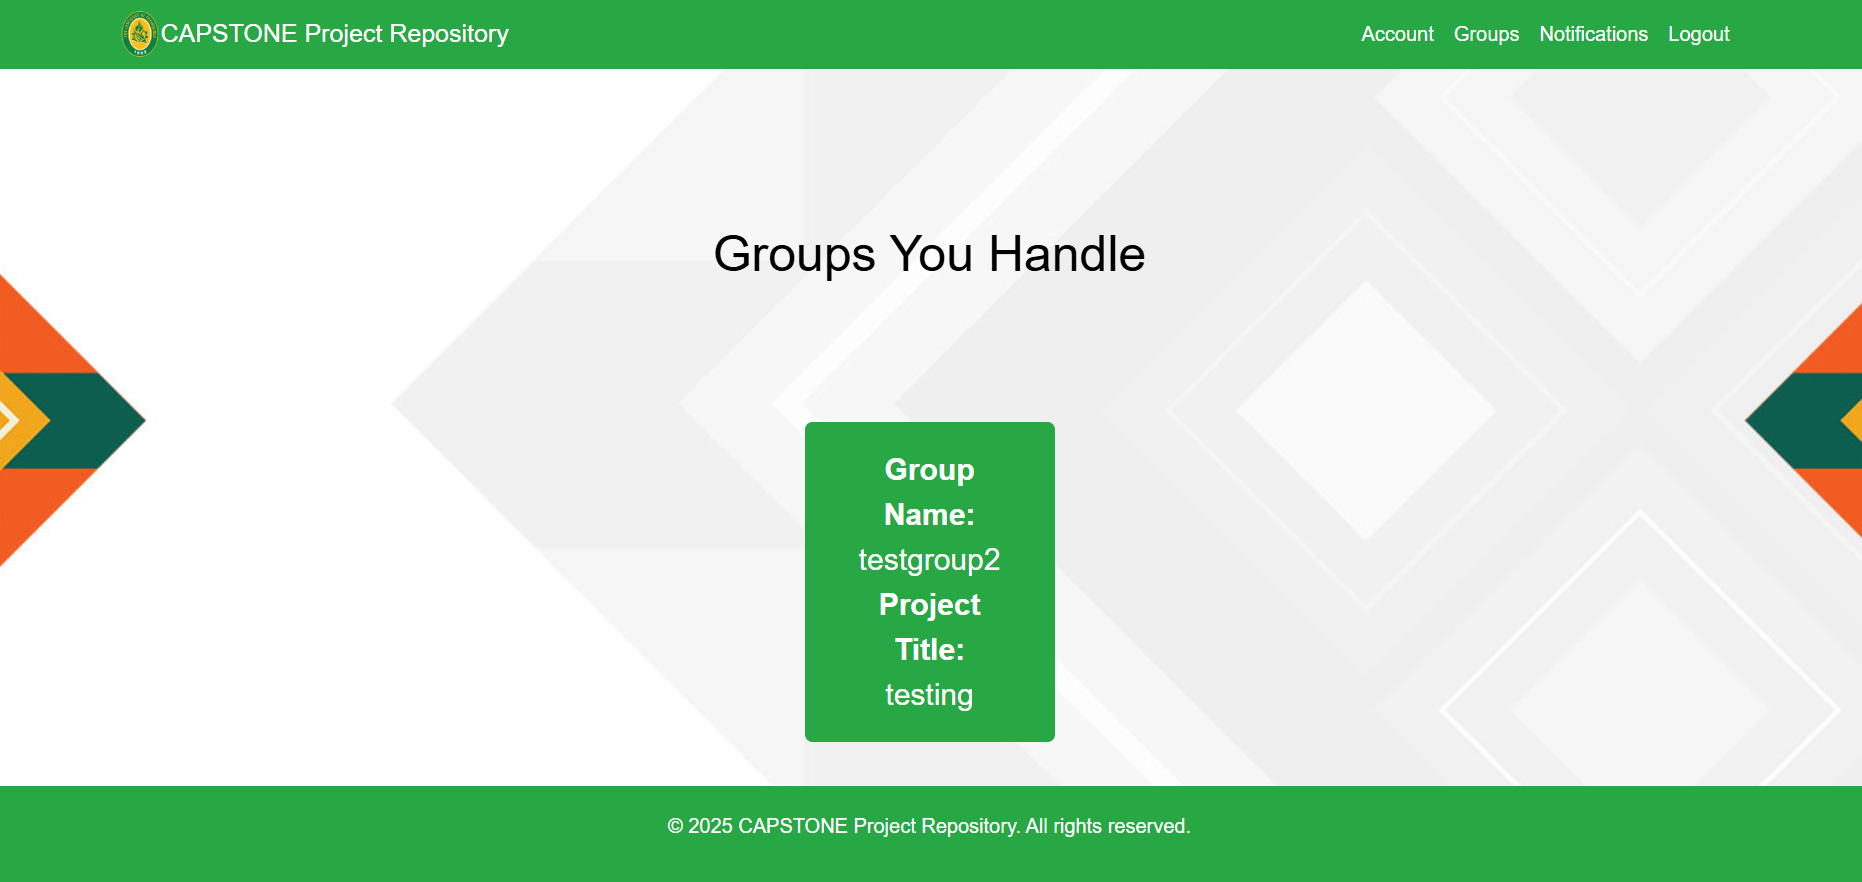 CAPSTONE Project Repository
Account Groups Notifications Logout
Groups You Handle
Group
Name:
testgroup2
Project
Title:
testing
© 2025 CAPSTONE Project Repository. All rights reserved.